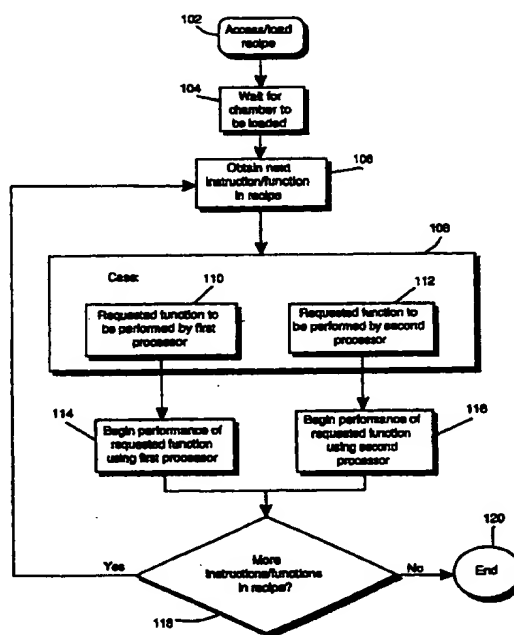 102
Access/load
recipe
104
Wait for
chamber to
be loaded
106
Obtain next
instruction/function
in recipe
108
Case:
110
Requested function
to be performed by
first processor
112
Requested function to
be performed by second
processor
114
Begin performance of
requested function
using first processor
116
Begin performance of
requested function
using second
processor
Yes
More
instructions/functions
in recipe?
No
120
End
118